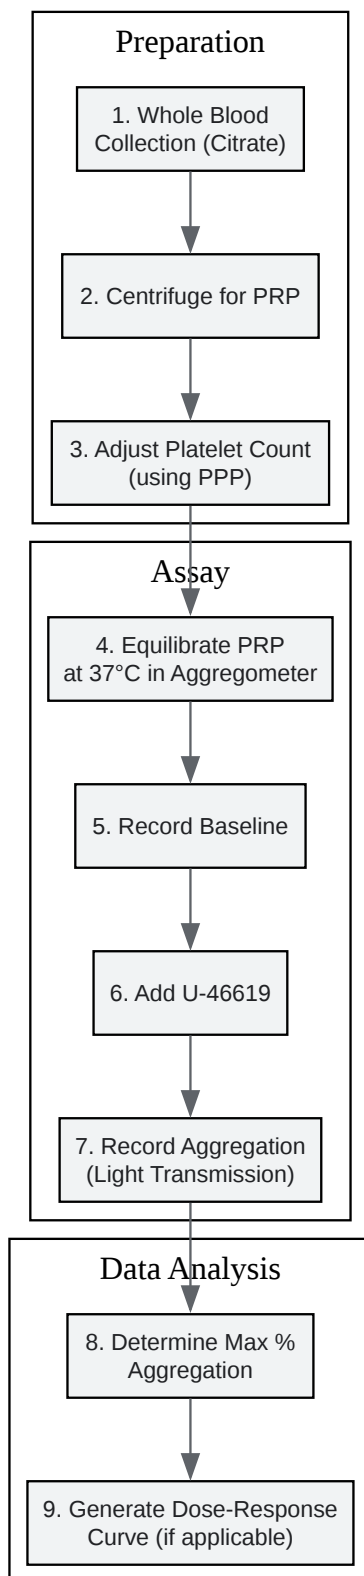 Preparation
1. Whole Blood
Collection (Citrate)
2. Centrifuge for PRP
3. Adjust Platelet Count
(using PPP)
Assay
4. Equilibrate PRP
at 37°C in Aggregometer
5. Record Baseline
6. Add U-46619
7. Record Aggregation
(Light Transmission)
Data Analysis
8. Determine Max %
Aggregation
9. Generate Dose-Response
Curve (if applicable)